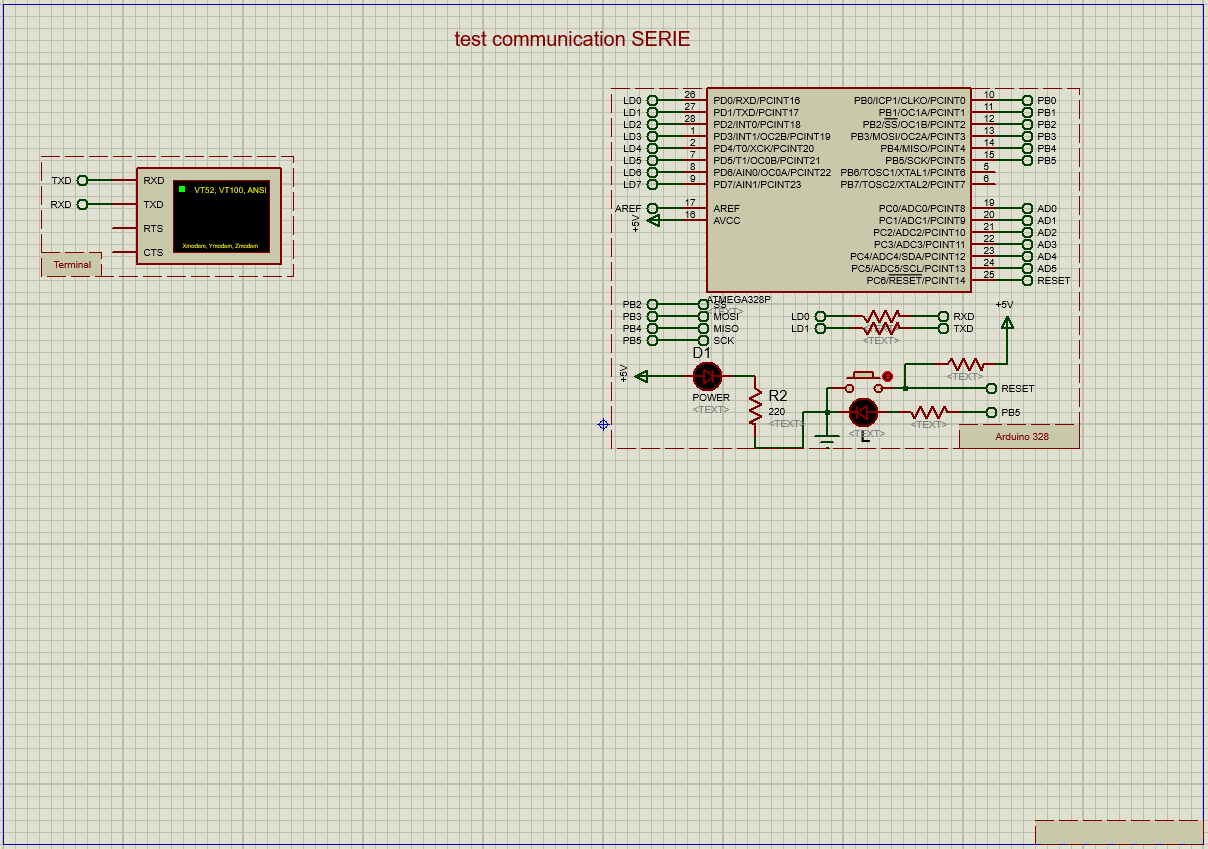 test communication SERIE
TXD
RXD
RXD
TXD
RTS
CTS
VT52, VT100, ANSI
Xmodem, Ymodem, Zmodem
Terminal
LD0 26 PD0/RXD/PCINT16 PB0/ICP1/CLKO/PCINT0 10 PB0
LD1 27 PD1/TXD/PCINT17 PB1/OC1A/PCINT1 11 PB1
LD2 28 PD2/INT0/PCINT18 PB2/SS/OC1B/PCINT2 12 PB2
LD3 1 PD3/INT1/OC2B/PCINT19 PB3/MOSI/OC2A/PCINT3 13 PB3
LD4 2 PD4/T0/XCK/PCINT20 PB4/MISO/PCINT4 14 PB4
LD5 7 PD5/T1/OC0B/PCINT21 PB5/SCK/PCINT5 15 PB5
LD6 8 PD6/AIN0/OC0A/PCINT22 PB6/TOSC1/XTAL1/PCINT6 5
LD7 9 PD7/AIN1/PCINT23 PB7/TOSC2/XTAL2/PCINT7 6
AREF 17 AREF PC0/ADC0/PCINT8 19 AD0
+5V 16 AVCC PC1/ADC1/PCINT9 20 AD1
PC2/ADC2/PCINT10 21 AD2
PC3/ADC3/PCINT11 22 AD3
PC4/ADC4/SDA/PCINT12 23 AD4
PC5/ADC5/SCL/PCINT13 24 AD5
PC6/RESET/PCINT14 25 RESET
ATMEGA328P
<TEXT>
PB2 SS
PB3 MOSI
PB4 MISO
PB5 SCK
LD0 RXD
LD1 TXD
<TEXT>
+5V
<TEXT>
D1
+5V
POWER
<TEXT>
R2
220
<TEXT>
RESET
PB5
<TEXT>
L
<TEXT>
Arduino 328